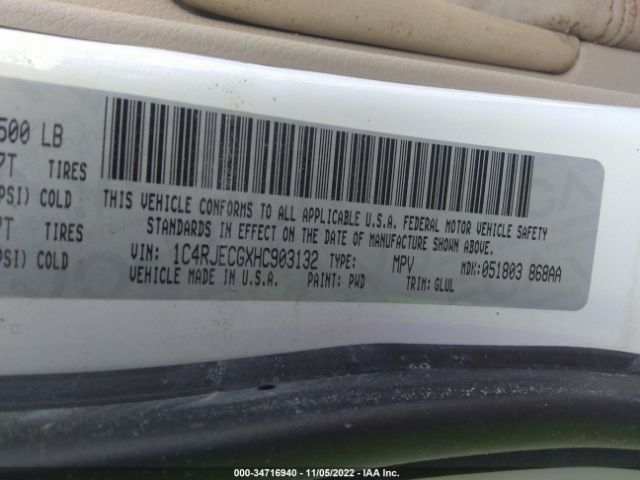 500 LB
7T TIRES
PSI) COLD
7T TIRES
PSI) COLD
THIS VEHICLE CONFORMS TO ALL APPLICABLE U.S.A. FEDERAL MOTOR VEHICLE SAFETY
STANDARDS IN EFFECT ON THE DATE OF MANUFACTURE SHOWN ABOVE.
VIN: 1C4RJECGXHC903132 TYPE: MPV MDH:051803 868AA
VEHICLE MADE IN U.S.A. PAINT: PWD TRIM: GLUL
000-34716940 - 11/05/2022 - IAA Inc.